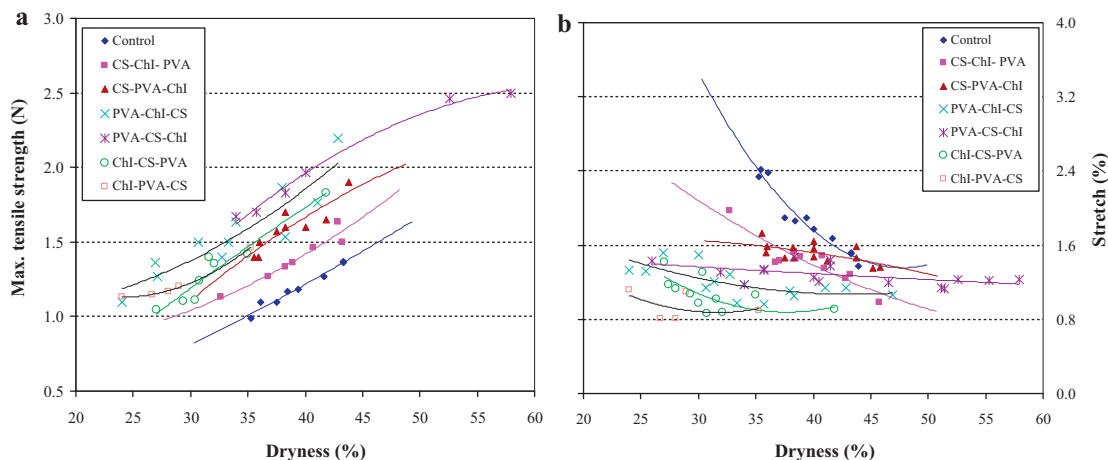 a
Max. tensile strength (N)
3.0
2.5
2.0
1.5
1.0
0.5
Control
CS-ChI- PVA
CS-PVA-ChI
PVA-ChI-CS
PVA-CS-ChI
ChI-CS-PVA
ChI-PVA-CS
20 25 30 35 40 45 50 55 60
Dryness (%)
b
Control
CS-ChI- PVA
CS-PVA-ChI
PVA-ChI-CS
PVA-CS-ChI
ChI-CS-PVA
ChI-PVA-CS
4.0
3.2
2.4
1.6
0.8
0.0
Stretch (%)
20 25 30 35 40 45 50 55 60
Dryness (%)